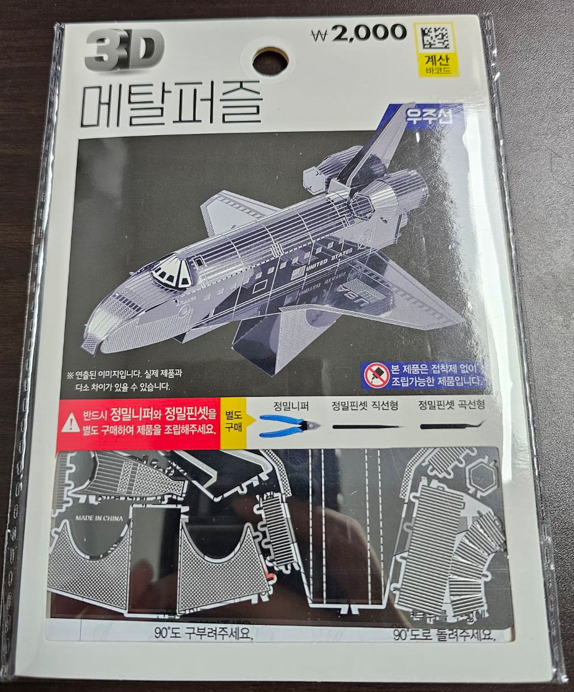 3D
₩2,000
계산
바코드
메탈퍼즐
우주선
UNITED STATES
USA
※ 연출된 이미지입니다. 실제 제품과
다소 차이가 있을 수 있습니다.
본 제품은 접착제 없이
조립가능한 제품입니다.
반드시 정밀니퍼와 정밀핀셋을
별도 구매하여 제품을 조립해주세요.
별도
구매
정밀니퍼
정밀핀셋 직선형
정밀핀셋 곡선형
MADE IN CHINA
90°도 구부려주세요.
90°도로 돌려주세요.